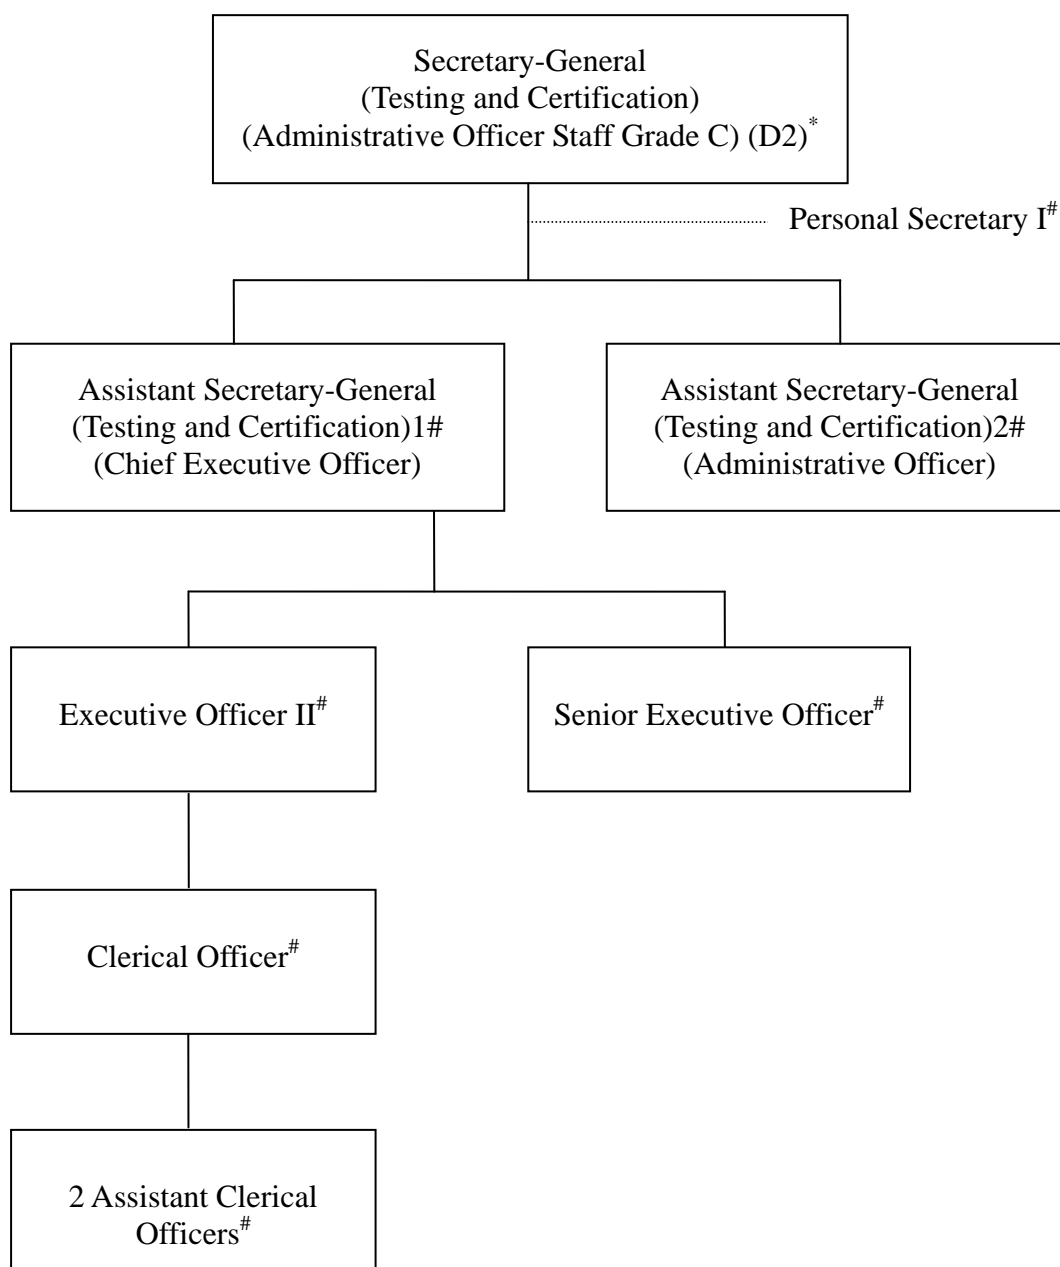 Secretary-General
(Testing and Certification)
(Administrative Officer Staff Grade C) (D2)*
Personal Secretary I#
Assistant Secretary-General
(Testing and Certification)1#
(Chief Executive Officer)
Assistant Secretary-General
(Testing and Certification)2#
(Administrative Officer)
Executive Officer II#
Senior Executive Officer#
Clerical Officer#
2 Assistant Clerical
Officers#